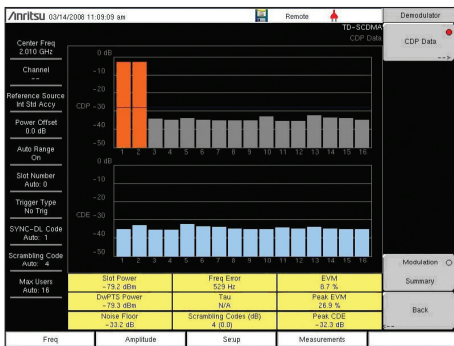 Anritsu 03/14/2008 11:09:09 am
Remote
Demodulator
TD-SCDMA
CDP Data
CDP Data
-->
Center Freq
2.010 GHz
Channel
--
Reference Source
Int Std Accy
Power Offset
0.0 dB
Auto Range
On
Slot Number
Auto: 0
Trigger Type
No Trig
SYNC-DL Code
Auto: 1
Scrambling Code
Auto: 4
Max Users
Auto: 16
0 dB
-10
-20
CDP -30
-40
-50
1 2 3 4 5 6 7 8 9 10 11 12 13 14 15 16
0 dB
-10
-20
CDE -30
-40
-50
1 2 3 4 5 6 7 8 9 10 11 12 13 14 15 16
Slot Power
-79.2 dBm
Freq Error
529 Hz
EVM
8.7 %
DwPTS Power
-79.3 dBm
Tau
N/A
Peak EVM
26.9 %
Noise Floor
-33.2 dB
Scrambling Codes (dB)
4 (0.0)
Peak CDE
-32.3 dB
Modulation
Summary
Back
<--
Freq
Amplitude
Setup
Measurements